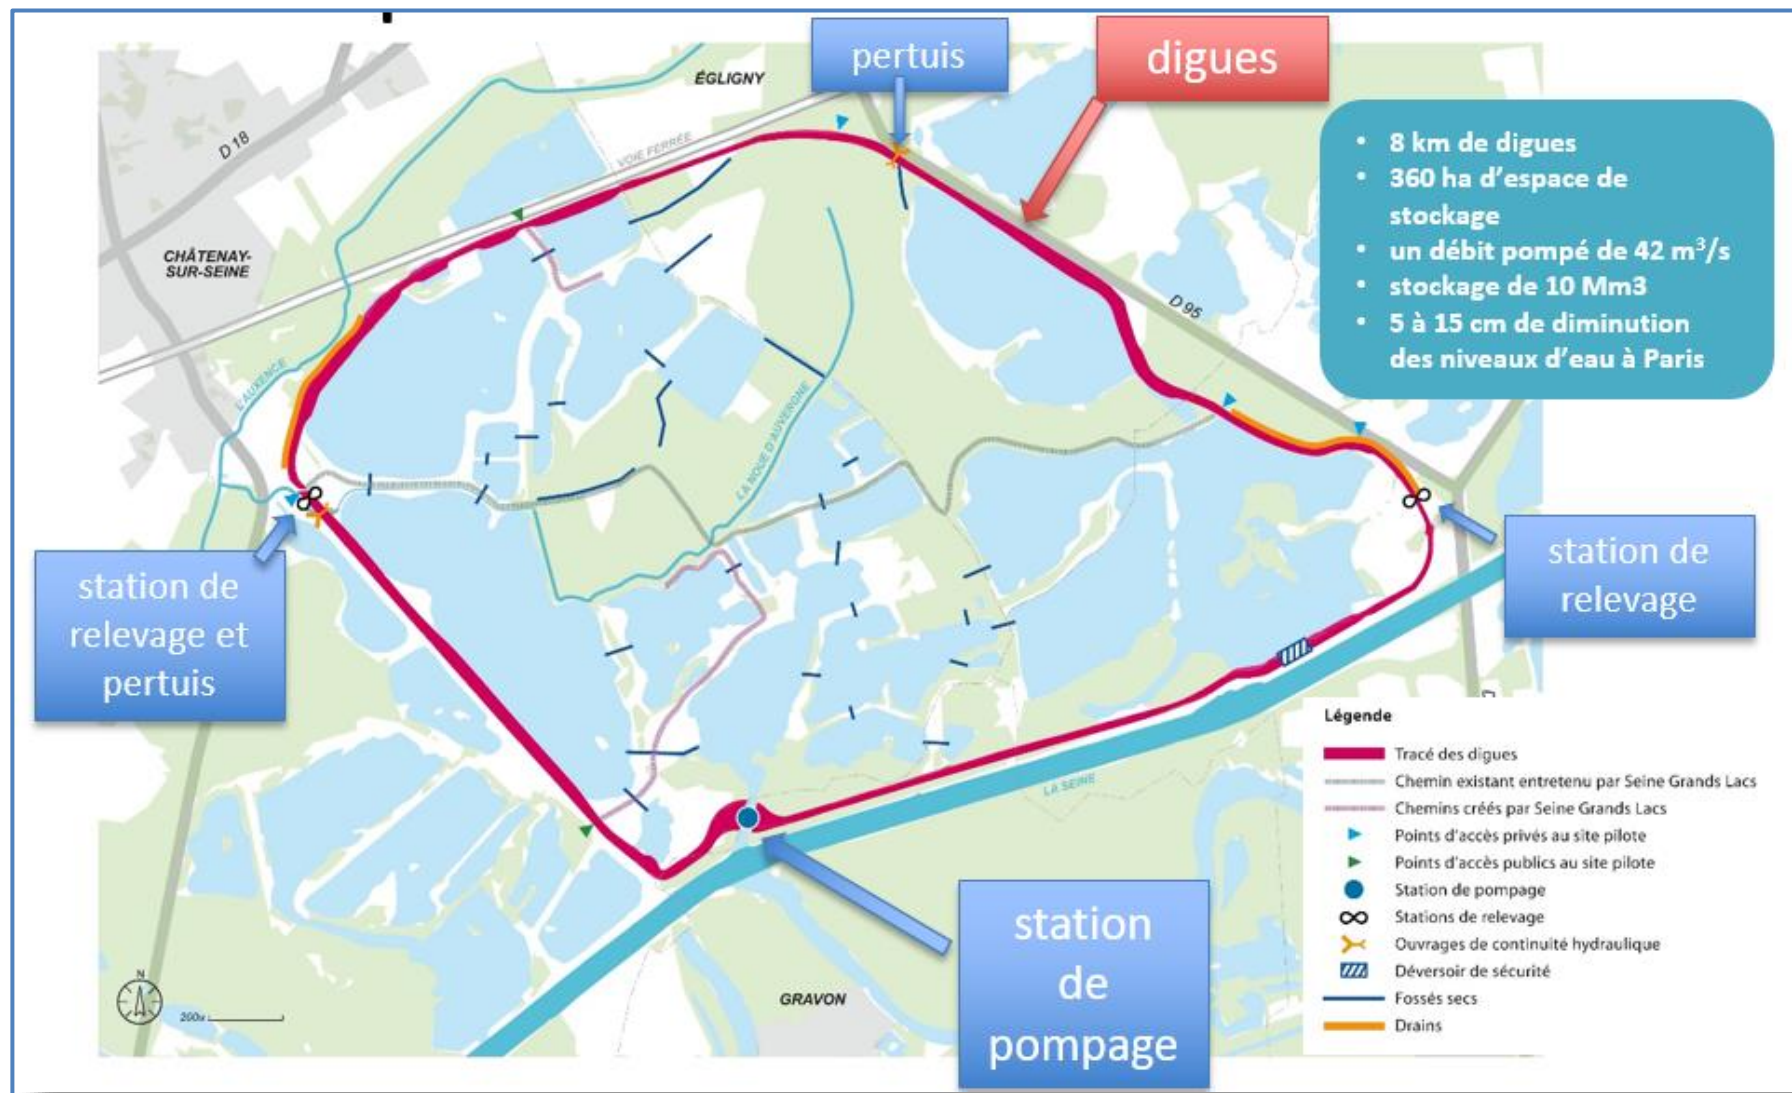 pertuis
digues
ÉGLIGNY
D 18
VOIE FERRÉE
CHÂTENAY-
SUR-SEINE
L'AUXENCE
LA NOUE D'AUVERGNE
D 95
• 8 km de digues
• 360 ha d'espace de
stockage
• un débit pompé de 42 m³/s
• stockage de 10 Mm3
• 5 à 15 cm de diminution
des niveaux d'eau à Paris
station de
relevage et
pertuis
station de
relevage
LA SEINE
station
de
pompage
GRAVON
N
200m
Légende
Tracé des digues
Chemin existant entretenu par Seine Grands Lacs
Chemins créés par Seine Grands Lacs
Points d'accès privés au site pilote
Points d'accès publics au site pilote
Station de pompage
Stations de relevage
Ouvrages de continuité hydraulique
Déversoir de sécurité
Fossés secs
Drains